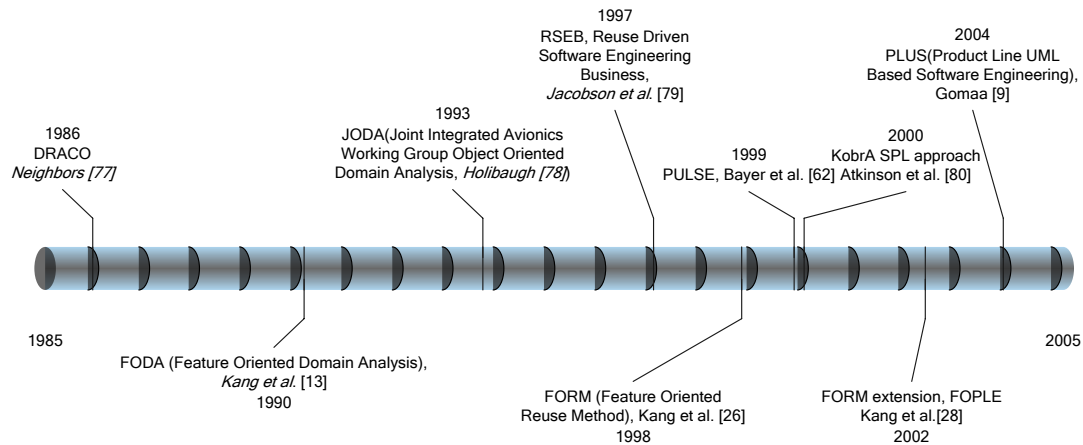 1986
DRACO
Neighbors [77]
1993
JODA(Joint Integrated Avionics
Working Group Object Oriented
Domain Analysis, Holibaugh [78])
1997
RSEB, Reuse Driven
Software Engineering
Business,
Jacobson et al. [79]
1999
PULSE, Bayer et al. [62]
2000
KobrA SPL approach
Atkinson et al. [80]
2004
PLUS(Product Line UML
Based Software Engineering),
Gomaa [9]
1985
2005
FODA (Feature Oriented Domain Analysis),
Kang et al. [13]
1990
FORM (Feature Oriented
Reuse Method), Kang et al. [26]
1998
FORM extension, FOPLE
Kang et al.[28]
2002